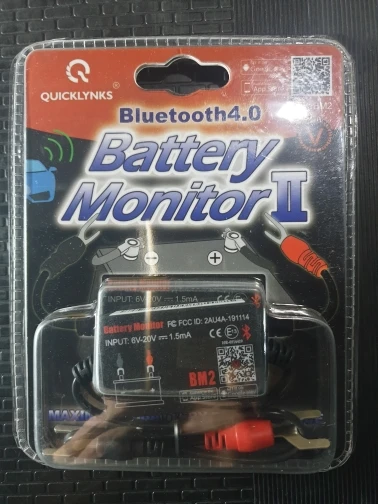 QUICKLYNKS®
Bluetooth4.0
Battery
Monitor II
INPUT: 6V-20V 1.5mA
Battery Monitor FC FCC ID: 2AU4A-191114
INPUT: 6V-20V 1.5mA
BM2